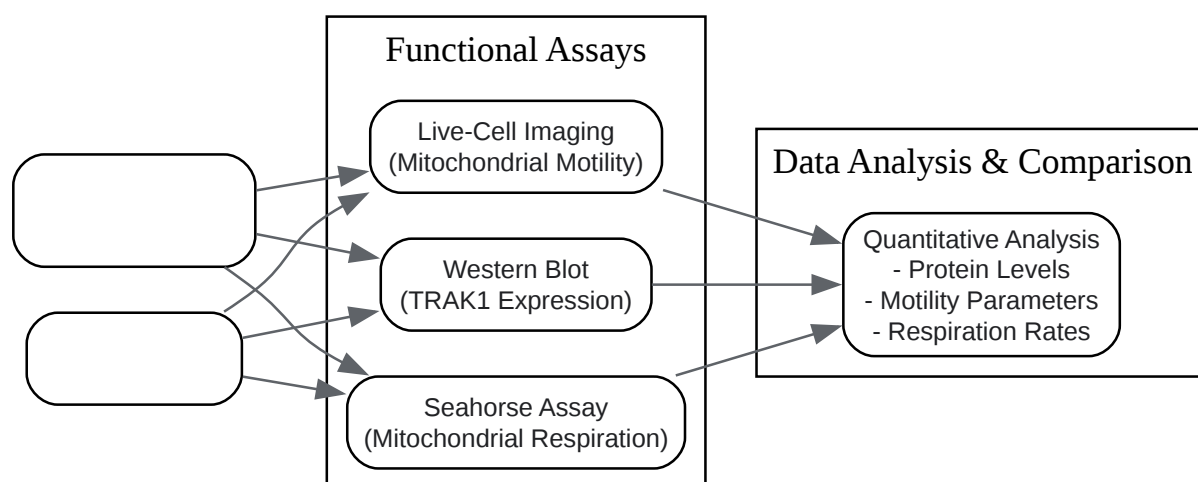 Functional Assays
Live-Cell Imaging
(Mitochondrial Motility)
Western Blot
(TRAK1 Expression)
Seahorse Assay
(Mitochondrial Respiration)
Data Analysis & Comparison
Quantitative Analysis
- Protein Levels
- Motility Parameters
- Respiration Rates